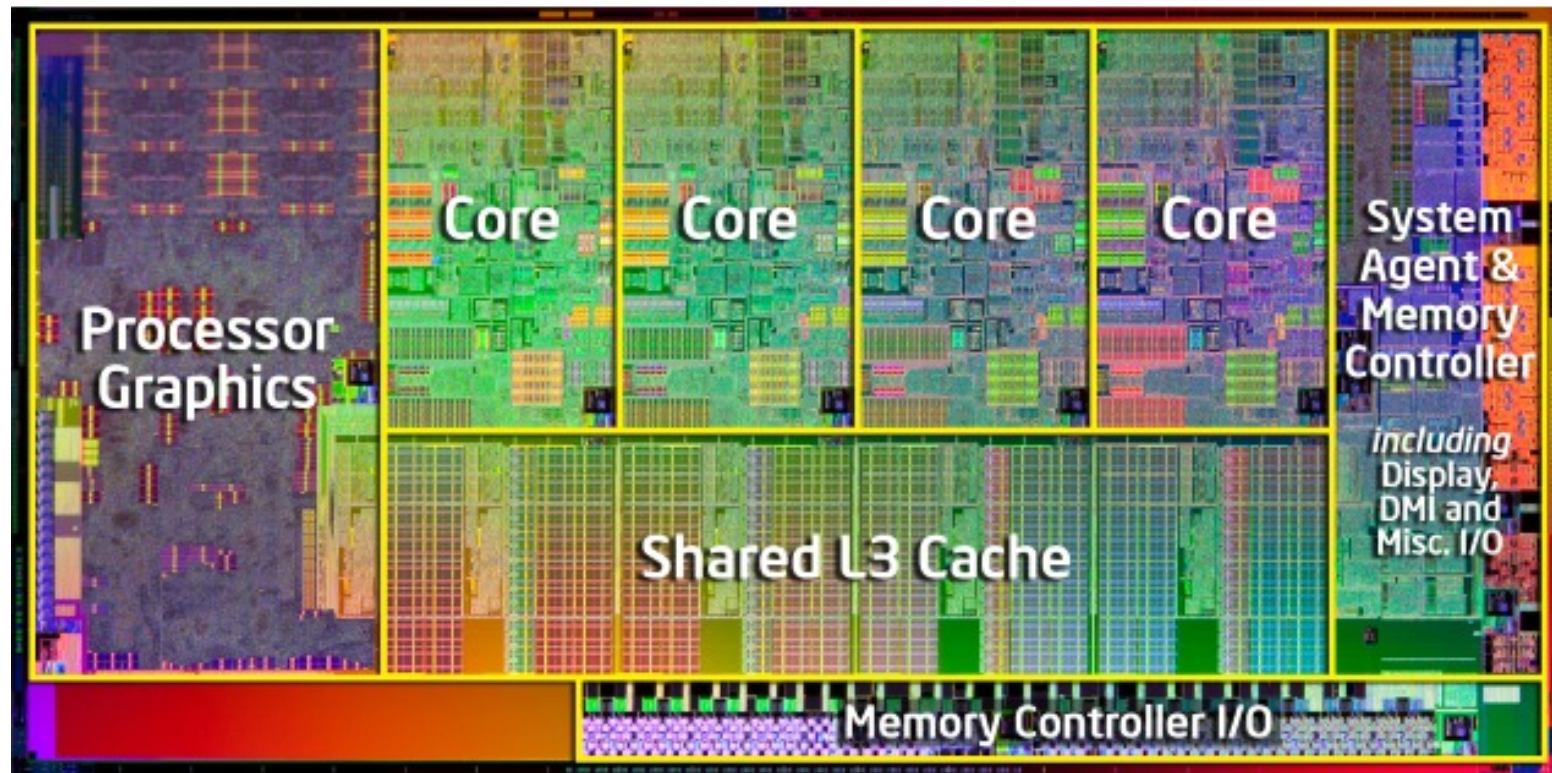 Processor
Graphics
Core
Core
Core
Core
System
Agent &
Memory
Controller
including
Display,
DMI and
Misc. I/O
Shared L3 Cache
Memory Controller I/O